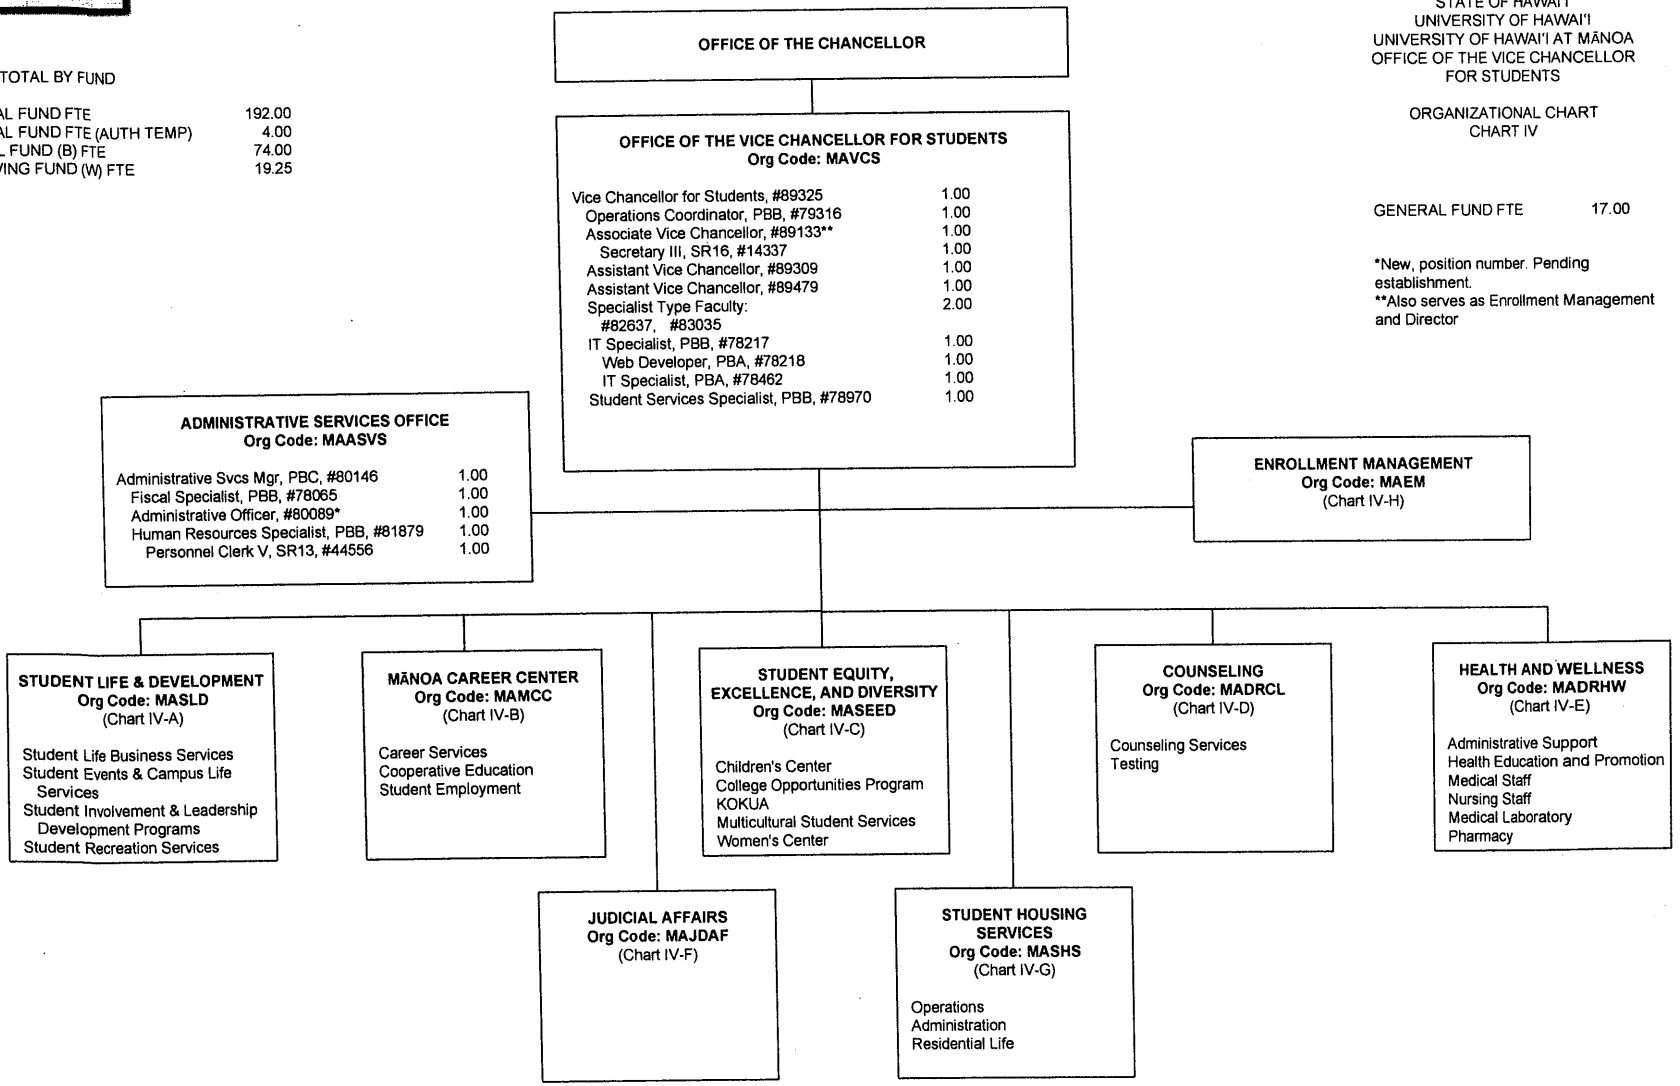 OFFICE OF THE CHANCELLOR
STATE OF HAWAI'I
UNIVERSITY OF HAWAI'I
UNIVERSITY OF HAWAI'I AT MĀNOA
OFFICE OF THE VICE CHANCELLOR
FOR STUDENTS
ORGANIZATIONAL CHART
CHART IV
GENERAL FUND FTE 17.00
*New, position number. Pending
establishment.
**Also serves as Enrollment Management
and Director
TOTAL BY FUND
AL FUND FTE 192.00
AL FUND FTE (AUTH TEMP) 4.00
L FUND (B) FTE 74.00
VING FUND (W) FTE 19.25
OFFICE OF THE VICE CHANCELLOR FOR STUDENTS
Org Code: MAVCS
Vice Chancellor for Students, #89325 1.00
Operations Coordinator, PBB, #79316 1.00
Associate Vice Chancellor, #89133** 1.00
Secretary III, SR16, #14337 1.00
Assistant Vice Chancellor, #89309 1.00
Assistant Vice Chancellor, #89479 1.00
Specialist Type Faculty: 2.00
#82637, #83035
IT Specialist, PBB, #78217 1.00
Web Developer, PBA, #78218 1.00
IT Specialist, PBA, #78462 1.00
Student Services Specialist, PBB, #78970 1.00
ADMINISTRATIVE SERVICES OFFICE
Org Code: MAASVS
Administrative Svcs Mgr, PBC, #80146 1.00
Fiscal Specialist, PBB, #78065 1.00
Administrative Officer, #80089* 1.00
Human Resources Specialist, PBB, #81879 1.00
Personnel Clerk V, SR13, #44556 1.00
ENROLLMENT MANAGEMENT
Org Code: MAEM
(Chart IV-H)
STUDENT LIFE & DEVELOPMENT
Org Code: MASLD
(Chart IV-A)
Student Life Business Services
Student Events & Campus Life
Services
Student Involvement & Leadership
Development Programs
Student Recreation Services
MĀNOA CAREER CENTER
Org Code: MAMCC
(Chart IV-B)
Career Services
Cooperative Education
Student Employment
STUDENT EQUITY,
EXCELLENCE, AND DIVERSITY
Org Code: MASEED
(Chart IV-C)
Children's Center
College Opportunities Program
KOKUA
Multicultural Student Services
Women's Center
COUNSELING
Org Code: MADRCL
(Chart IV-D)
Counseling Services
Testing
HEALTH AND WELLNESS
Org Code: MADRHW
(Chart IV-E)
Administrative Support
Health Education and Promotion
Medical Staff
Nursing Staff
Medical Laboratory
Pharmacy
JUDICIAL AFFAIRS
Org Code: MAJDAF
(Chart IV-F)
STUDENT HOUSING
SERVICES
Org Code: MASHS
(Chart IV-G)
Operations
Administration
Residential Life